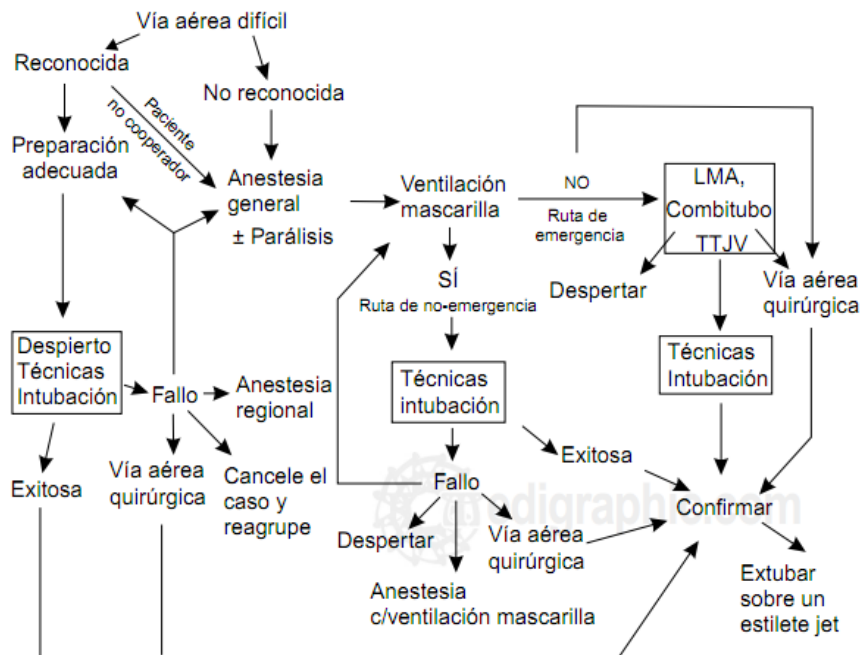 Vía aérea difícil
Reconocida
No reconocida
Paciente
no cooperador
Preparación
adecuada
Anestesia
general
± Parálisis
Ventilación
mascarilla
NO
Ruta de
emergencia
LMA,
Combitubo
TTJV
SÍ
Ruta de no-emergencia
Despertar
Vía aérea
quirúrgica
Despierto
Técnicas
Intubación
Fallo
Anestesia
regional
Técnicas
intubación
Técnicas
Intubación
Exitosa
Vía aérea
quirúrgica
Cancele el
caso y
reagrupe
Fallo
Exitosa
Confirmar
Despertar
Vía aérea
quirúrgica
Anestesia
c/ventilación mascarilla
Extubar
sobre un
estilete jet